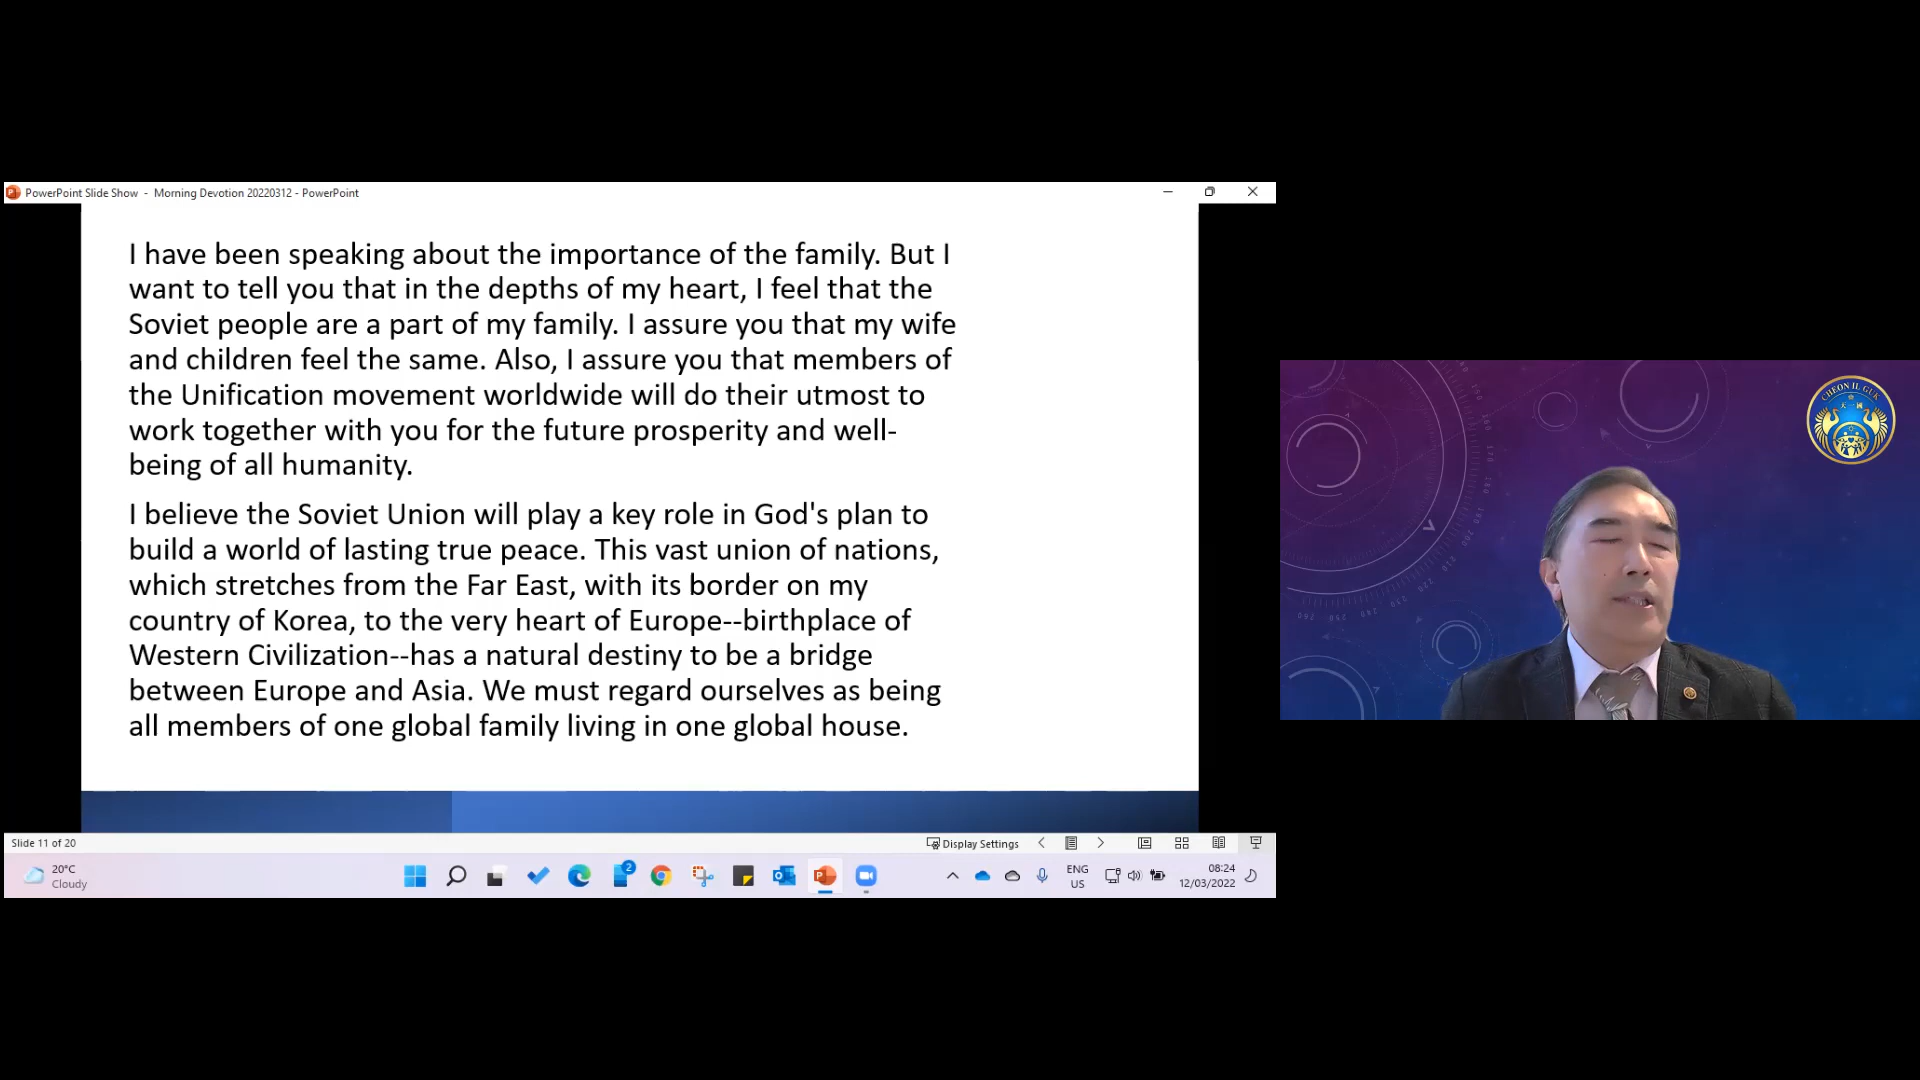 PowerPoint Slide Show - Morning Devotion 20220312 - PowerPoint
I have been speaking about the importance of the family. But I
want to tell you that in the depths of my heart, I feel that the
Soviet people are a part of my family. I assure you that my wife
and children feel the same. Also, I assure you that members of
the Unification movement worldwide will do their utmost to
work together with you for the future prosperity and well-
being of all humanity.
I believe the Soviet Union will play a key role in God's plan to
build a world of lasting true peace. This vast union of nations,
which stretches from the Far East, with its border on my
country of Korea, to the very heart of Europe--birthplace of
Western Civilization--has a natural destiny to be a bridge
between Europe and Asia. We must regard ourselves as being
all members of one global family living in one global house.
Slide 11 of 20
Display Settings
20°C
Cloudy
2
ENG
US
08:24
12/03/2022
CHEON IL GUK
天一國